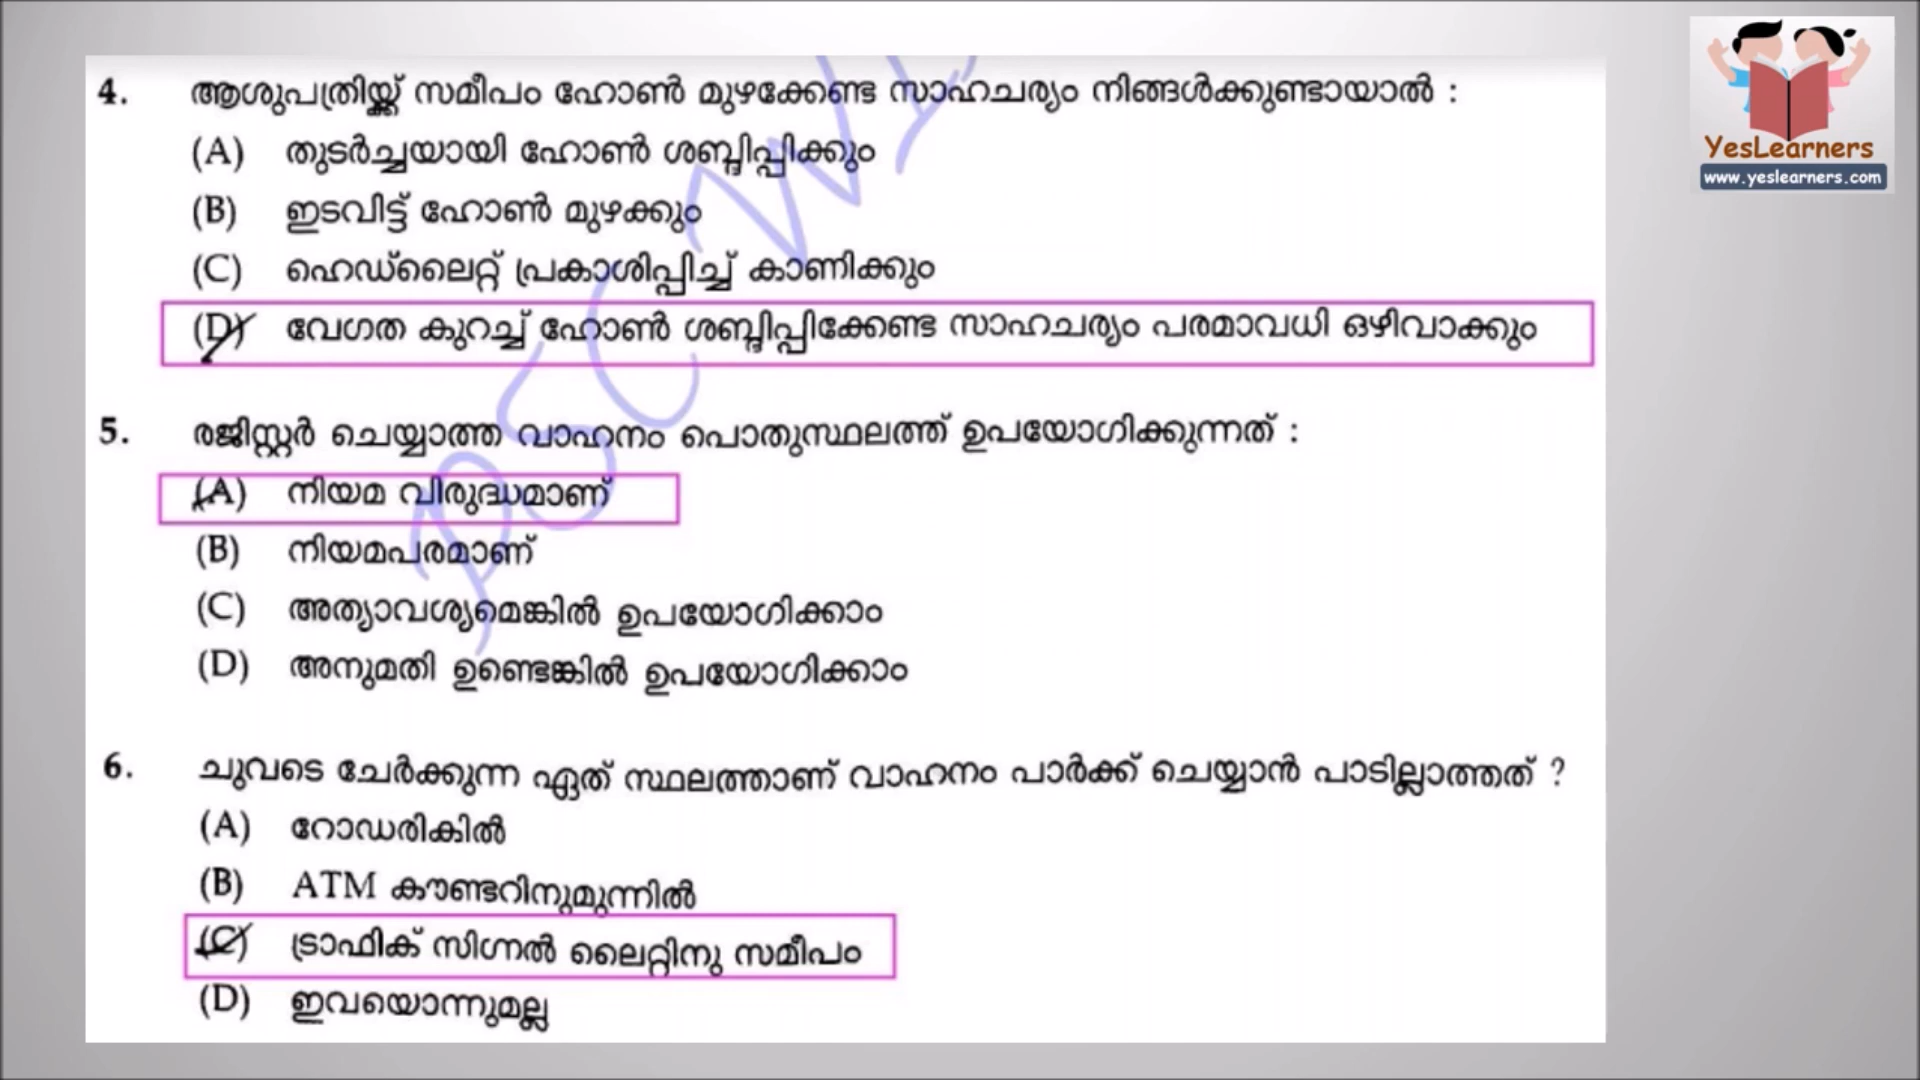 4. ആശുപത്രിയ്ക്ക് സമീപം ഹോൺ മുഴക്കേണ്ട സാഹചര്യം നിങ്ങൾക്കുണ്ടായാൽ :
(A) തുടർച്ചയായി ഹോൺ ശബ്ദിപ്പിക്കും
(B) ഇടവിട്ട് ഹോൺ മുഴക്കും
(C) ഹെഡ്‌ലൈറ്റ് പ്രകാശിപ്പിച്ച് കാണിക്കും
(D) വേഗത കുറച്ച് ഹോൺ ശബ്ദിപ്പിക്കേണ്ട സാഹചര്യം പരമാവധി ഒഴിവാക്കും
5. രജിസ്റ്റർ ചെയ്യാത്ത വാഹനം പൊതുസ്ഥലത്ത് ഉപയോഗിക്കുന്നത് :
(A) നിയമ വിരുദ്ധമാണ്
(B) നിയമപരമാണ്
(C) അത്യാവശ്യമെങ്കിൽ ഉപയോഗിക്കാം
(D) അനുമതി ഉണ്ടെങ്കിൽ ഉപയോഗിക്കാം
6. ചുവടെ ചേർക്കുന്ന ഏത് സ്ഥലത്താണ് വാഹനം പാർക്ക് ചെയ്യാൻ പാടില്ലാത്തത് ?
(A) റോഡരികിൽ
(B) ATM കൗണ്ടറിനുമുന്നിൽ
(C) ട്രാഫിക് സിഗ്നൽ ലൈറ്റിനു സമീപം
(D) ഇവയൊന്നുമല്ല
YesLearners
www.yeslearners.com
PSC